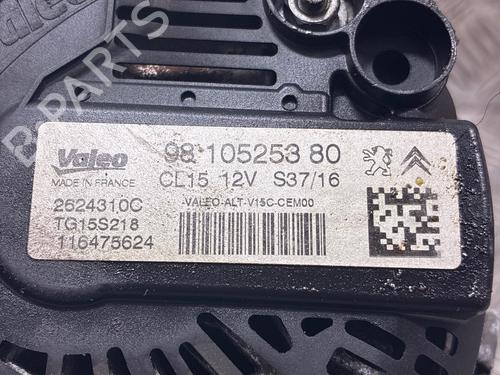 Valeo
B PARTS
Valeo
98 105253 80
MADE IN FRANCE
CL15 12V S37/16
2624310C
VALEO-ALT-V15C-CEM00
TG15S218
116475624